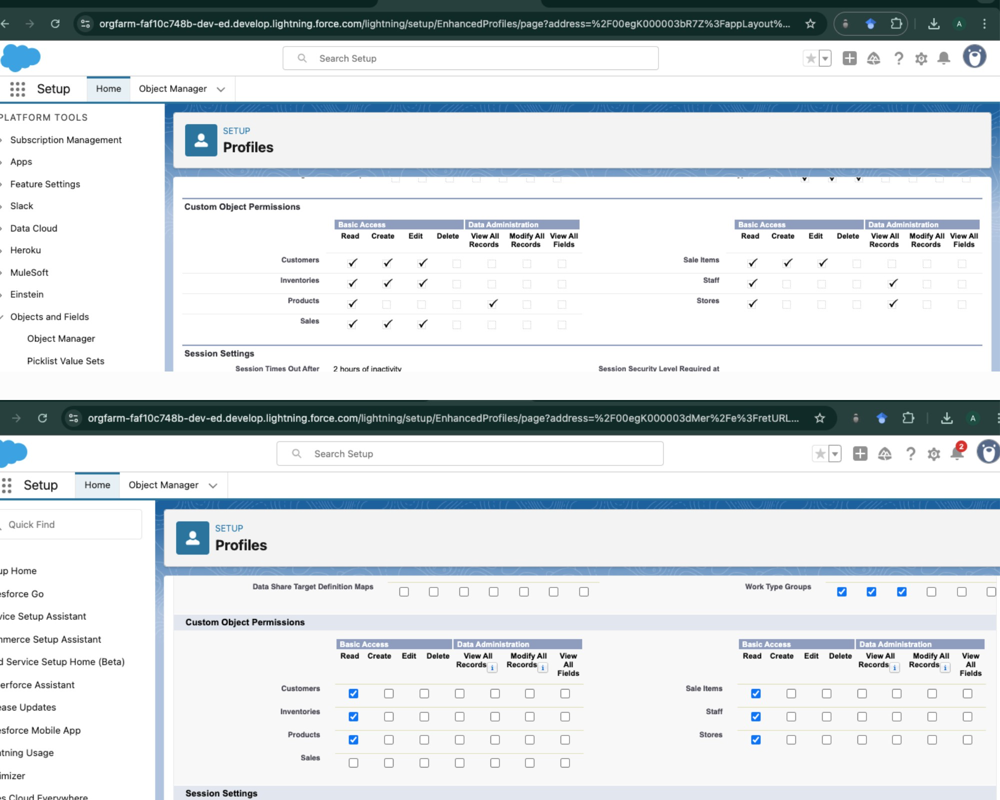 orgfarm-faf10c748b-dev-ed.develop.lightning.force.com/lightning/setup/EnhancedProfiles/page?address=%2F00egK000003bR7Z%3FappLayout%...
A
Search Setup
Setup
Home
Object Manager
PLATFORM TOOLS
Subscription Management
Apps
Feature Settings
Slack
Data Cloud
Heroku
MuleSoft
Einstein
Objects and Fields
Object Manager
Picklist Value Sets
SETUP
Profiles
Custom Object Permissions
Basic Access Data Administration
Read Create Edit Delete View All Records Modify All Records View All Fields
Customers
Inventories
Products
Sales
Basic Access Data Administration
Read Create Edit Delete View All Records Modify All Records View All Fields
Sale Items
Staff
Stores
Session Settings
Session Times Out After 2 hours of inactivity
Session Security Level Required at
orgfarm-faf10c748b-dev-ed.develop.lightning.force.com/lightning/setup/EnhancedProfiles/page?address=%2F00egK000003dMer%2Fe%3FretURL...
A
Search Setup
2
Setup
Home
Object Manager
Quick Find
up Home
esforce Go
vice Setup Assistant
mmerce Setup Assistant
d Service Setup Home (Beta)
erforce Assistant
ease Updates
esforce Mobile App
htning Usage
imizer
es Cloud Everywhere
SETUP
Profiles
Data Share Target Definition Maps
Work Type Groups
Custom Object Permissions
Basic Access Data Administration
Read Create Edit Delete View All Records i Modify All Records i View All Fields
Customers
Inventories
Products
Sales
Basic Access Data Administration
Read Create Edit Delete View All Records i Modify All Records i View All Fields
Sale Items
Staff
Stores
Session Settings